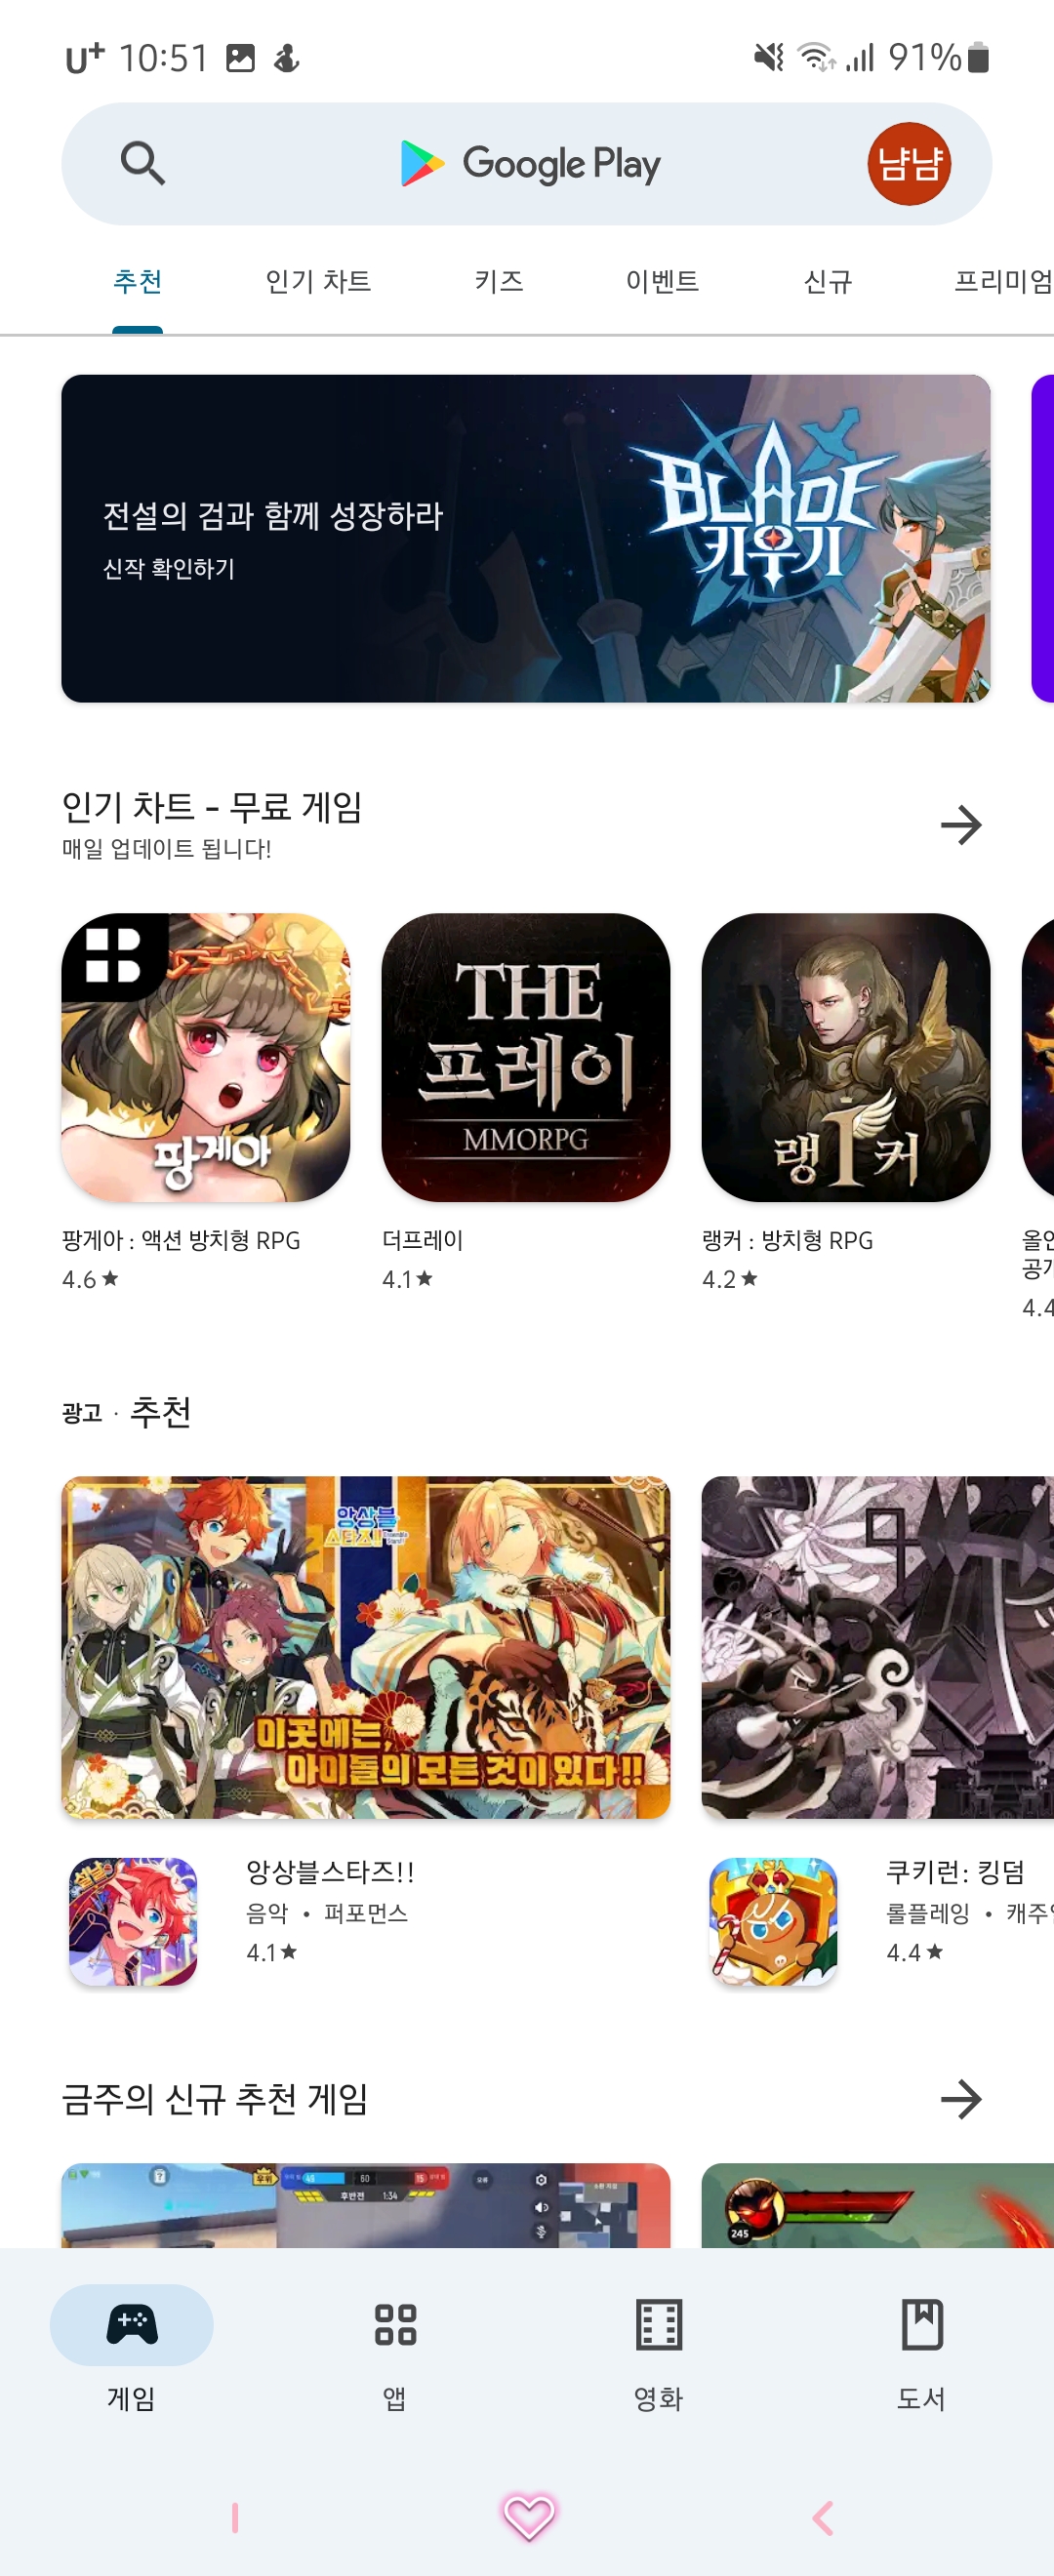 U+ 10:51 91%
Google Play 냠냠
추천 인기 차트 키즈 이벤트 신규 프리미엄
BLADE
키우기
전설의 검과 함께 성장하라
신작 확인하기
인기 차트 - 무료 게임
매일 업데이트 됩니다!
팡게아
THE
프레이
MMORPG
랭1커
팡게아 : 액션 방치형 RPG
4.6★
더프레이
4.1★
랭커 : 방치형 RPG
4.2★
4.4
광고 · 추천
앙상블
스타즈!!
이곳에는,
아이돌의 모든 것이 있다!!
앙상블스타즈!!
음악 • 퍼포먼스
4.1★
쿠키런: 킹덤
롤플레잉 • 캐주얼
4.4★
금주의 신규 추천 게임
60
후반전 1:34
245
게임 앱 영화 도서